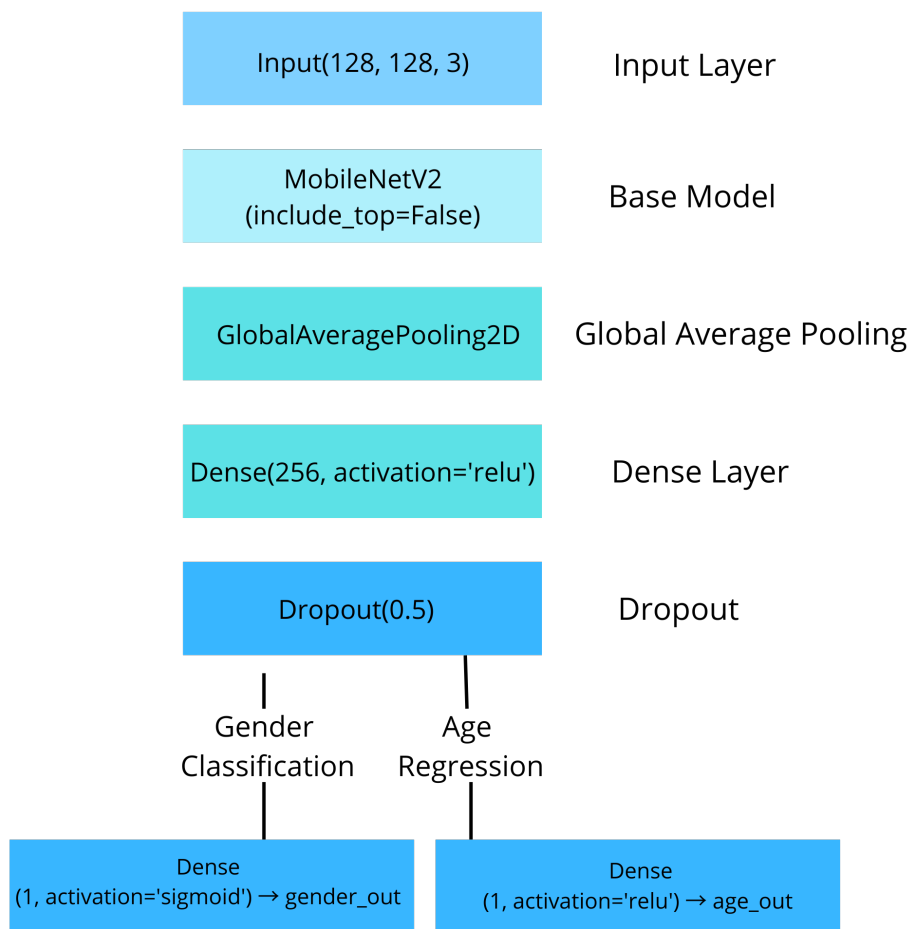 Input(128, 128, 3)
Input Layer
MobileNetV2
(include_top=False)
Base Model
GlobalAveragePooling2D
Global Average Pooling
Dense(256, activation='relu')
Dense Layer
Dropout(0.5)
Dropout
Gender
Classification
Age
Regression
Dense
(1, activation='sigmoid') → gender_out
Dense
(1, activation='relu') → age_out